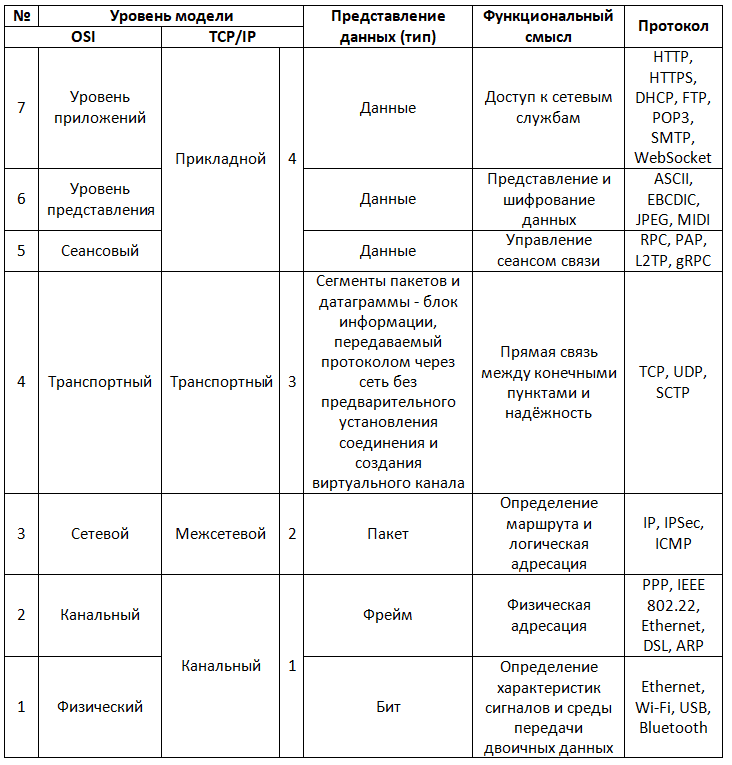 №
Уровень модели
Представление
данных (тип)
Функциональный
смысл
Протокол
OSI
TCP/IP
7
Уровень
приложений
Прикладной
4
Данные
Доступ к сетевым
службам
HTTP,
HTTPS,
DHCP, FTP,
POP3,
SMTP,
WebSocket
6
Уровень
представления
Данные
Представление и
шифрование
данных
ASCII,
EBCDIC,
JPEG, MIDI
5
Сеансовый
Данные
Управление
сеансом связи
RPC, PAP,
L2TP, gRPC
4
Транспортный
Транспортный
3
Сегменты пакетов и
датаграммы - блок
информации,
передаваемый
протоколом через
сеть без
предварительного
установления
соединения и
создания
виртуального канала
Прямая связь
между конечными
пунктами и
надёжность
TCP, UDP,
SCTP
3
Сетевой
Межсетевой
2
Пакет
Определение
маршрута и
логическая
адресация
IP, IPSec,
ICMP
2
Канальный
Канальный
1
Фрейм
Физическая
адресация
PPP, IEEE
802.22,
Ethernet,
DSL, ARP
1
Физический
Бит
Определение
характеристик
сигналов и среды
передачи
двоичных данных
Ethernet,
Wi-Fi, USB,
Bluetooth